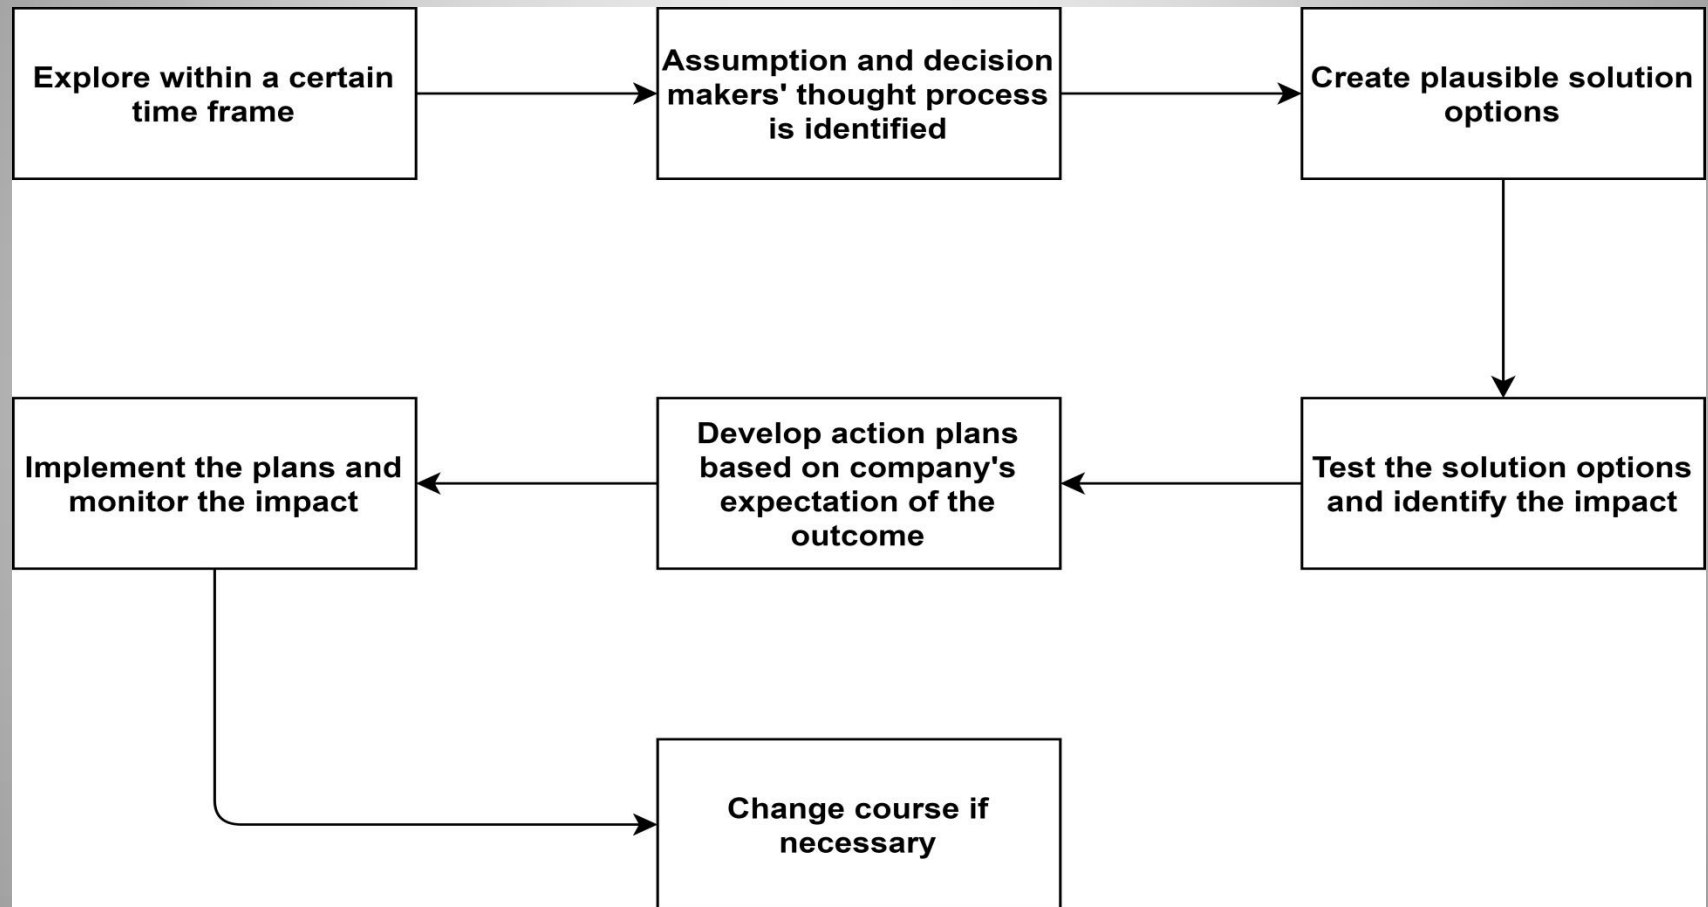 Explore within a certain
time frame
Assumption and decision
makers' thought process
is identified
Create plausible solution
options
Test the solution options
and identify the impact
Develop action plans
based on company's
expectation of the
outcome
Implement the plans and
monitor the impact
Change course if
necessary